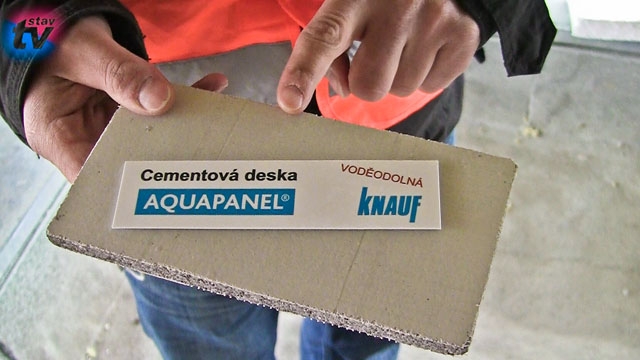 stav
tv
Cementová deska
VODĚODOLNÁ
AQUAPANEL®
KNAUF